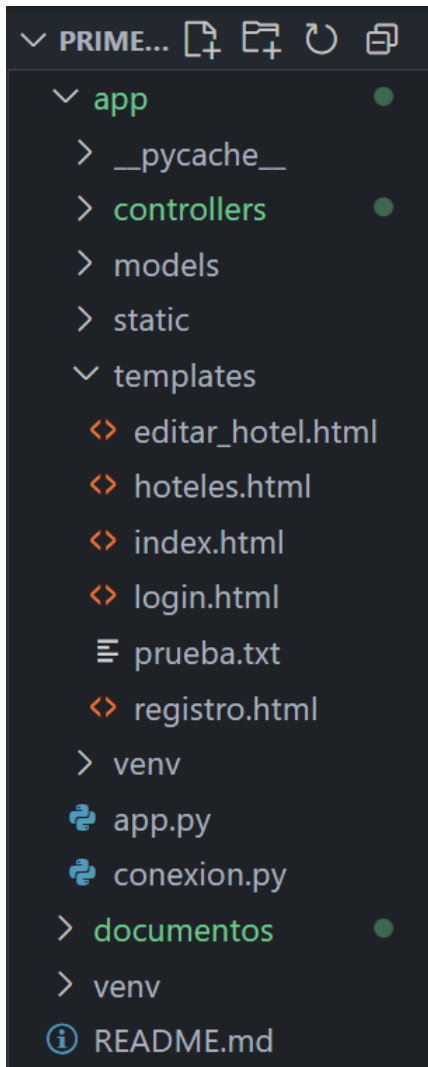 PRIME...
app
__pycache__
controllers
models
static
templates
editar_hotel.html
hoteles.html
index.html
login.html
prueba.txt
registro.html
venv
app.py
conexion.py
documentos
venv
README.md